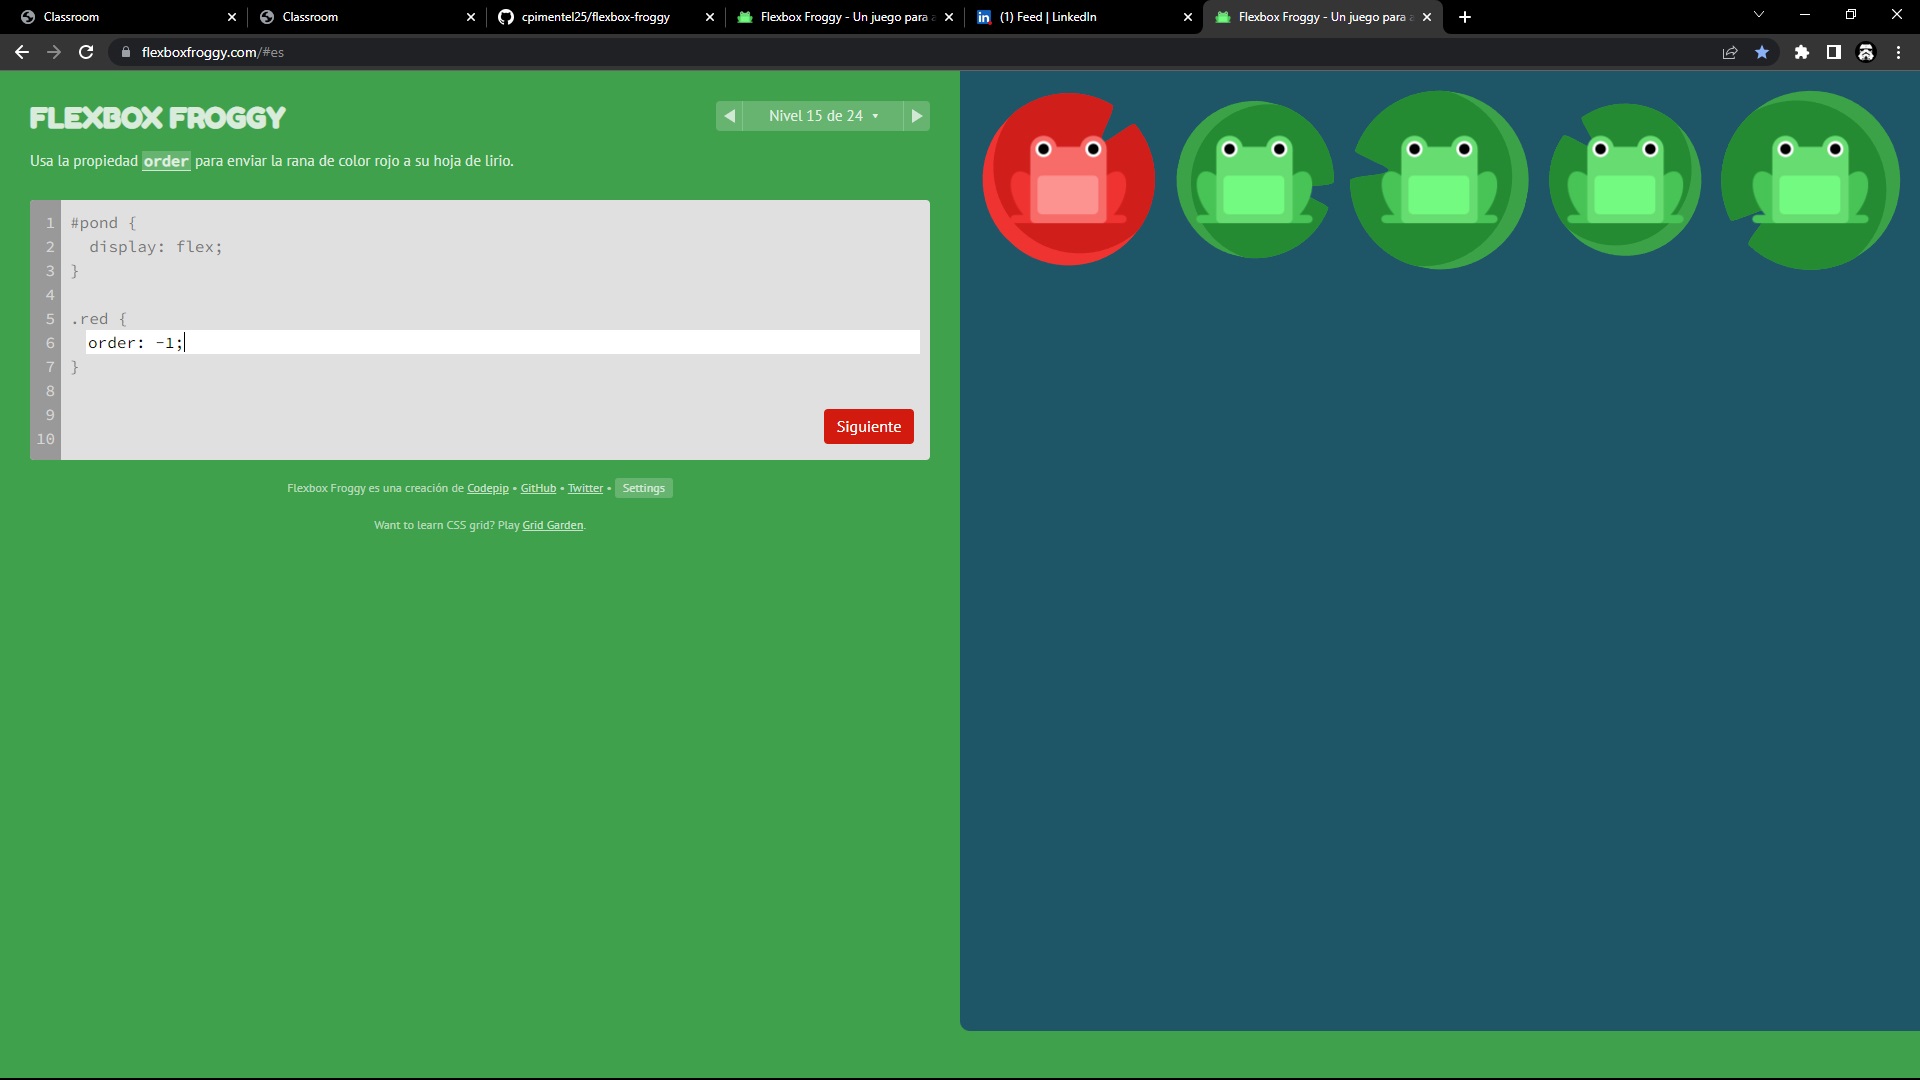 Classroom
Classroom
cpimentel25/flexbox-froggy
Flexbox Froggy - Un juego para
in (1) Feed | LinkedIn
Flexbox Froggy - Un juego para
flexboxfroggy.com/#es
FLEXBOX FROGGY
Nivel 15 de 24
Usa la propiedad order para enviar la rana de color rojo a su hoja de lirio.
1 #pond {
2 display: flex;
3 }
4
5 .red {
6 order: -1;
7 }
8
9
10
Siguiente
Flexbox Froggy es una creación de Codepip • GitHub • Twitter • Settings
Want to learn CSS grid? Play Grid Garden.